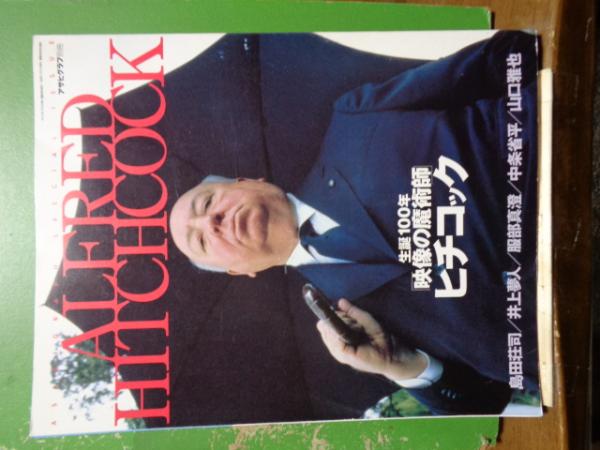 アサヒグラフ別冊
ALFRED
HITCHCOCK
生誕100年
「映像の魔術師」
ヒチコック
島田荘司／井上夢人／服部真澄／中条省平／山口雅也